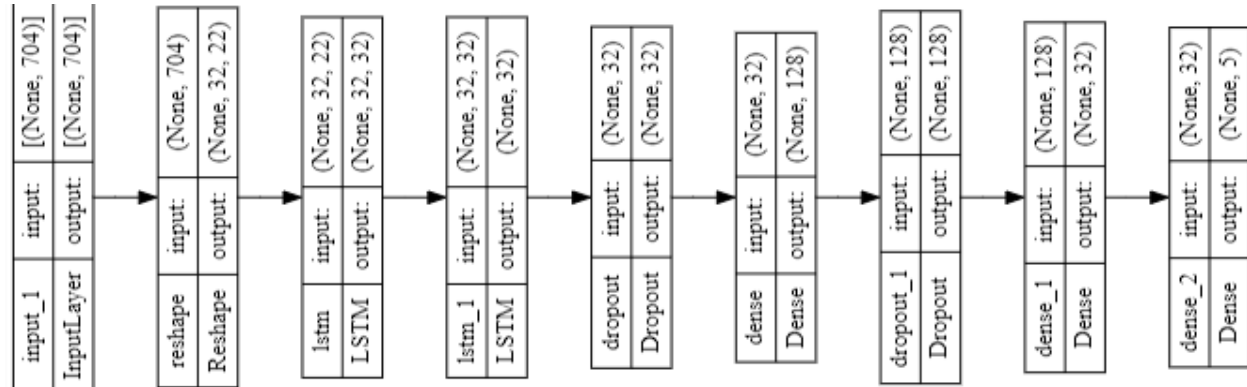 input_1 input: [(None, 704)]
InputLayer output: [(None, 704)]
reshape input: (None, 704)
Reshape output: (None, 32, 22)
lstm input: (None, 32, 22)
LSTM output: (None, 32, 32)
lstm_1 input: (None, 32, 32)
LSTM output: (None, 32)
dropout input: (None, 32)
Dropout output: (None, 32)
dense input: (None, 32)
Dense output: (None, 128)
dropout_1 input: (None, 128)
Dropout output: (None, 128)
dense_1 input: (None, 128)
Dense output: (None, 32)
dense_2 input: (None, 32)
Dense output: (None, 5)